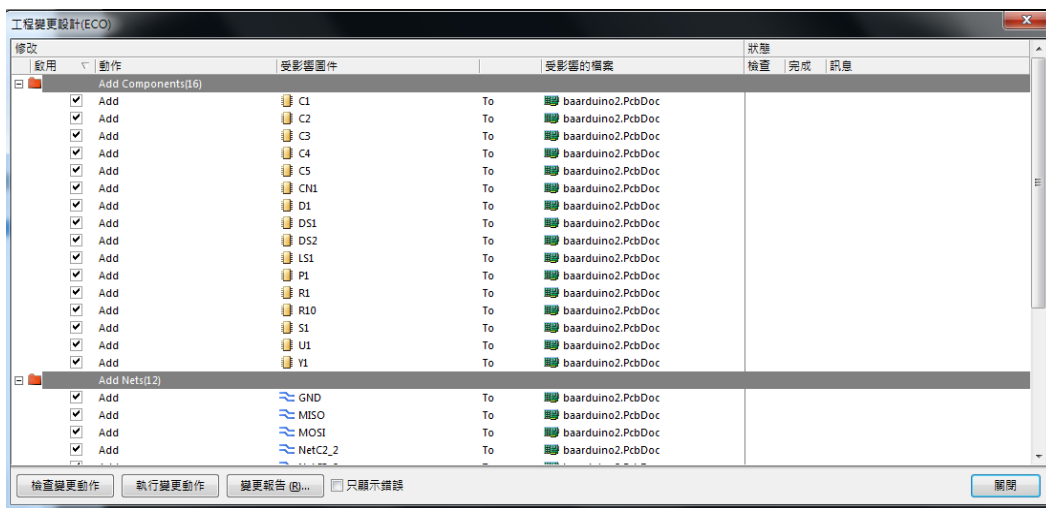 工程變更設計(ECO)
修改 狀態
啟用 動作 受影響圖件 受影響的檔案 檢查 完成 訊息
Add Components(16)
Add C1 To baarduino2.PcbDoc
Add C2 To baarduino2.PcbDoc
Add C3 To baarduino2.PcbDoc
Add C4 To baarduino2.PcbDoc
Add C5 To baarduino2.PcbDoc
Add CN1 To baarduino2.PcbDoc
Add D1 To baarduino2.PcbDoc
Add DS1 To baarduino2.PcbDoc
Add DS2 To baarduino2.PcbDoc
Add LS1 To baarduino2.PcbDoc
Add P1 To baarduino2.PcbDoc
Add R1 To baarduino2.PcbDoc
Add R10 To baarduino2.PcbDoc
Add S1 To baarduino2.PcbDoc
Add U1 To baarduino2.PcbDoc
Add Y1 To baarduino2.PcbDoc
Add Nets(12)
Add GND To baarduino2.PcbDoc
Add MISO To baarduino2.PcbDoc
Add MOSI To baarduino2.PcbDoc
Add NetC2_2 To baarduino2.PcbDoc
檢查變更動作 執行變更動作 變更報告 (R)... 只顯示錯誤 關閉